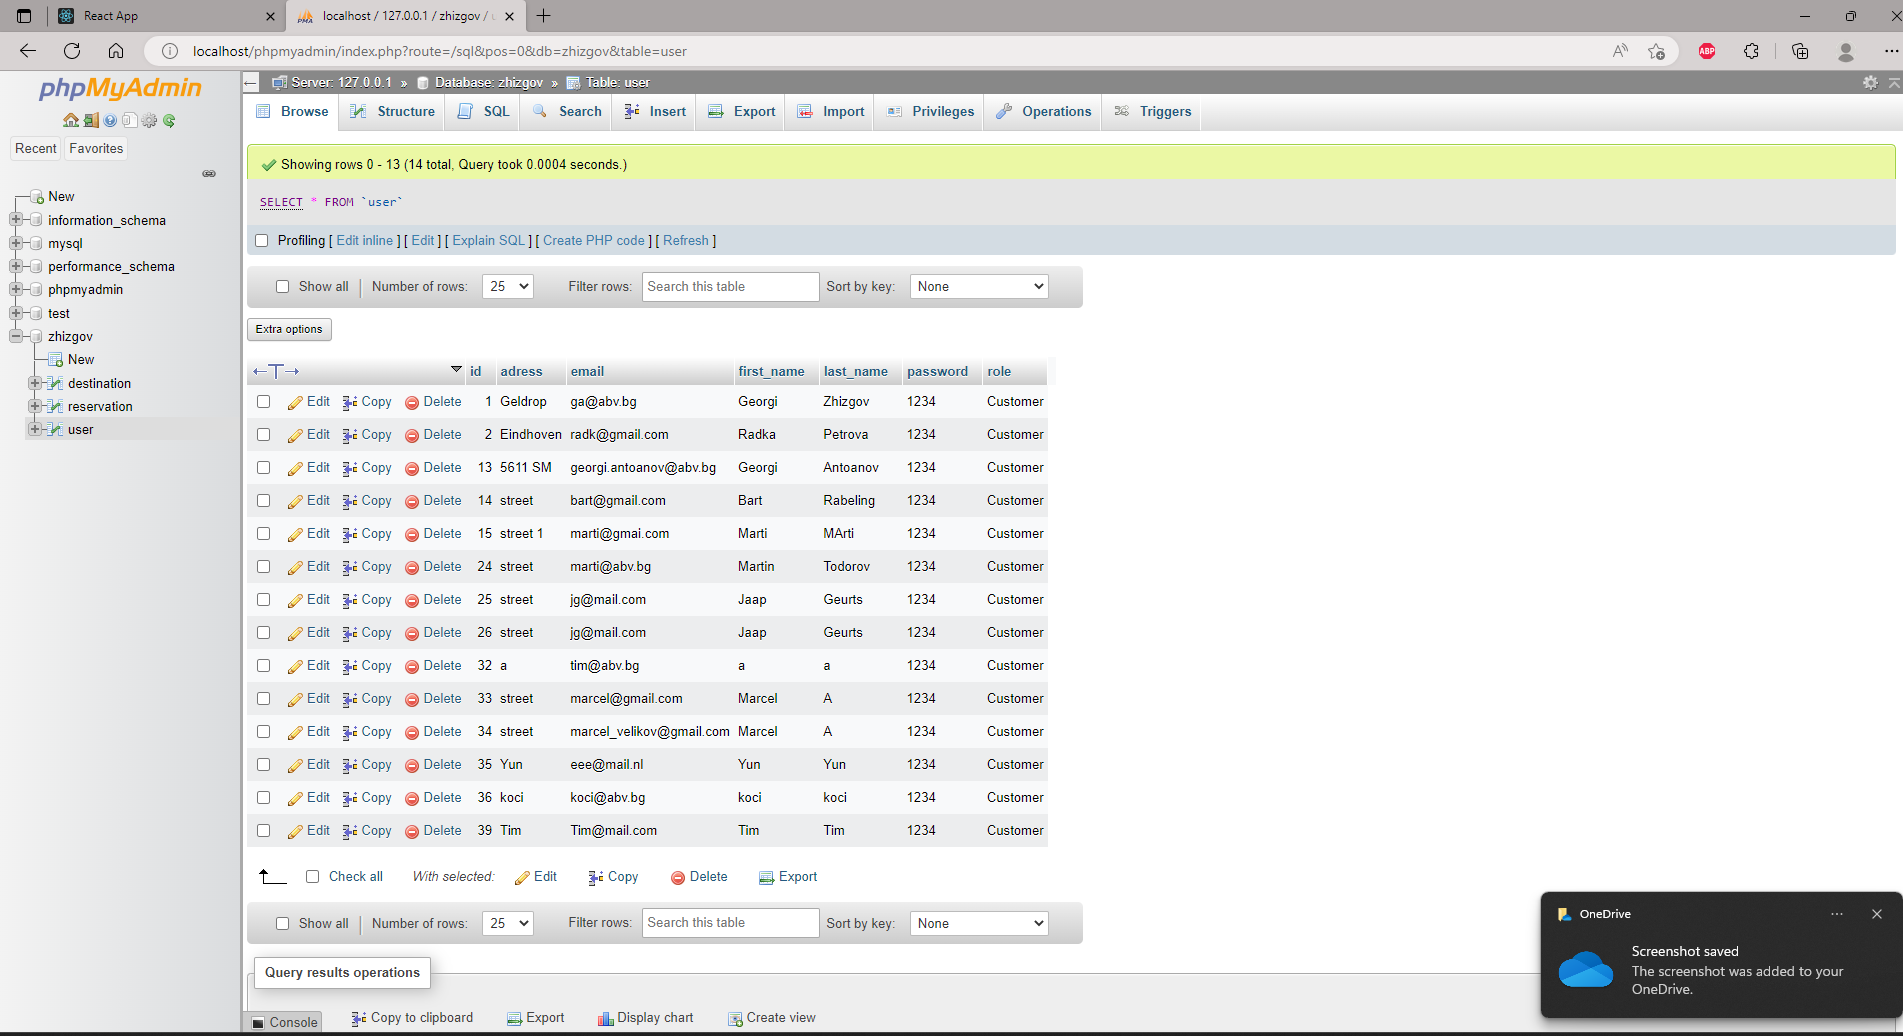 React App
localhost / 127.0.0.1 / zhizgov / u
localhost/phpmyadmin/index.php?route=/sql&pos=0&db=zhizgov&table=user
ABP
phpMyAdmin
Recent Favorites
New
information_schema
mysql
performance_schema
phpmyadmin
test
zhizgov
New
destination
reservation
user
Server: 127.0.0.1 » Database: zhizgov » Table: user
Browse Structure SQL Search Insert Export Import Privileges Operations Triggers
Showing rows 0 - 13 (14 total, Query took 0.0004 seconds.)
SELECT * FROM `user`
Profiling [ Edit inline ] [ Edit ] [ Explain SQL ] [ Create PHP code ] [ Refresh ]
Show all Number of rows: 25 Filter rows: Search this table Sort by key: None
Extra options
id adress email first_name last_name password role
Edit Copy Delete 1 Geldrop ga@abv.bg Georgi Zhizgov 1234 Customer
Edit Copy Delete 2 Eindhoven radk@gmail.com Radka Petrova 1234 Customer
Edit Copy Delete 13 5611 SM georgi.antoanov@abv.bg Georgi Antoanov 1234 Customer
Edit Copy Delete 14 street bart@gmail.com Bart Rabeling 1234 Customer
Edit Copy Delete 15 street 1 marti@gmai.com Marti MArti 1234 Customer
Edit Copy Delete 24 street marti@abv.bg Martin Todorov 1234 Customer
Edit Copy Delete 25 street jg@mail.com Jaap Geurts 1234 Customer
Edit Copy Delete 26 street jg@mail.com Jaap Geurts 1234 Customer
Edit Copy Delete 32 a tim@abv.bg a a 1234 Customer
Edit Copy Delete 33 street marcel@gmail.com Marcel A 1234 Customer
Edit Copy Delete 34 street marcel_velikov@gmail.com Marcel A 1234 Customer
Edit Copy Delete 35 Yun eee@mail.nl Yun Yun 1234 Customer
Edit Copy Delete 36 koci koci@abv.bg koci koci 1234 Customer
Edit Copy Delete 39 Tim Tim@mail.com Tim Tim 1234 Customer
Check all With selected: Edit Copy Delete Export
Show all Number of rows: 25 Filter rows: Search this table Sort by key: None
Query results operations
Console Copy to clipboard Export Display chart Create view
OneDrive
Screenshot saved
The screenshot was added to your
OneDrive.